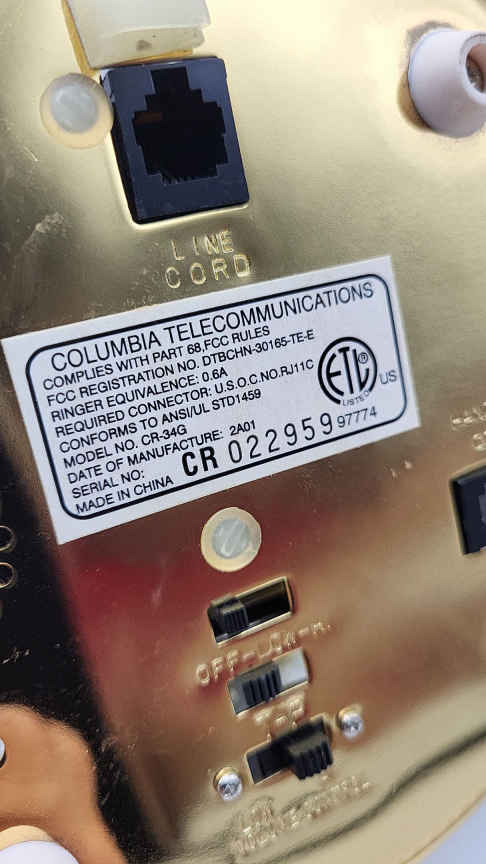 LINE
CORD
COLUMBIA TELECOMMUNICATIONS
COMPLIES WITH PART 68,FCC RULES
FCC REGISTRATION NO. DTBCHN-30165-TE-E
RINGER EQUIVALENCE: 0.6A
REQUIRED CONNECTOR: U.S.O.C.NO.RJ11C
CONFORMS TO ANSI/UL STD1459
MODEL NO. CR-34G
DATE OF MANUFACTURE: 2A01
SERIAL NO: CR 022959 97774
MADE IN CHINA
ETL®
LISTED
US
OFF-LOW-H.
T-P